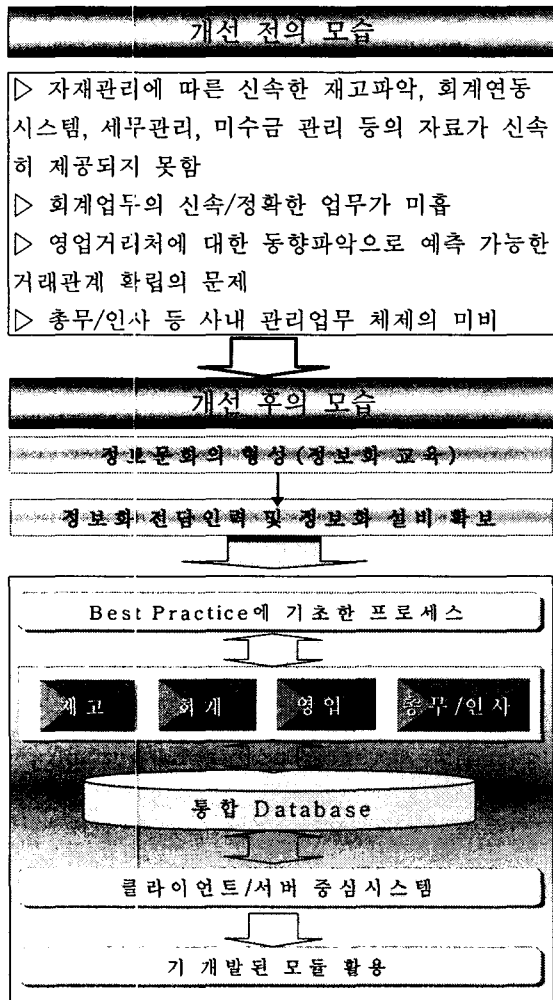 개선 전의 모습
▷ 자재관리에 따른 신속한 재고파악, 회계연동
시스템, 세무관리, 미수금 관리 등의 자료가 신속
히 제공되지 못함
▷ 회계업무의 신속/정확한 업무가 미흡
▷ 영업거리처에 대한 동향파악으로 예측 가능한
거래관계 확립의 문제
▷ 총무/인사 등 사내 관리업무 체제의 미비
개선 후의 모습
정보문화의 형성(정보화 교육)
정보화 전담인력 및 정보화 설비 확보
Best Practice에 기초한 프로세스
재고 회계 영업 총무/인사
통합 Database
클라이언트/서버 중심시스템
기 개발된 모듈 활용